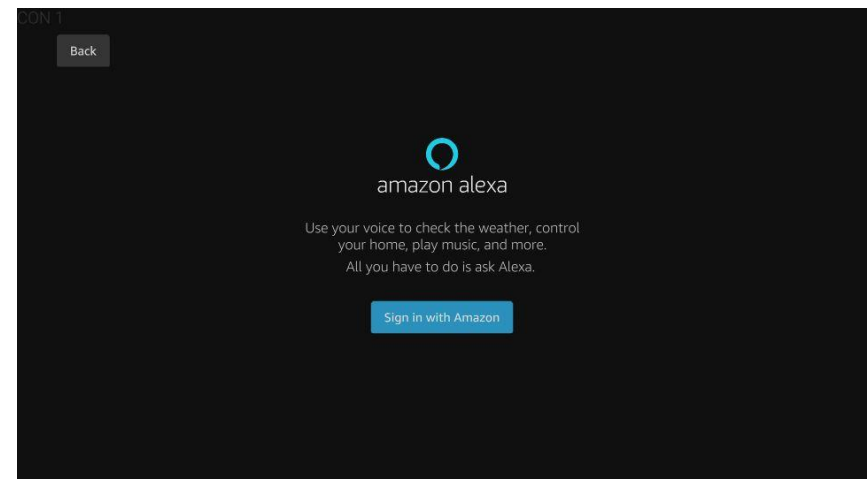 CON 1
Back
amazon alexa
Use your voice to check the weather, control
your home, play music, and more.
All you have to do is ask Alexa.
Sign in with Amazon